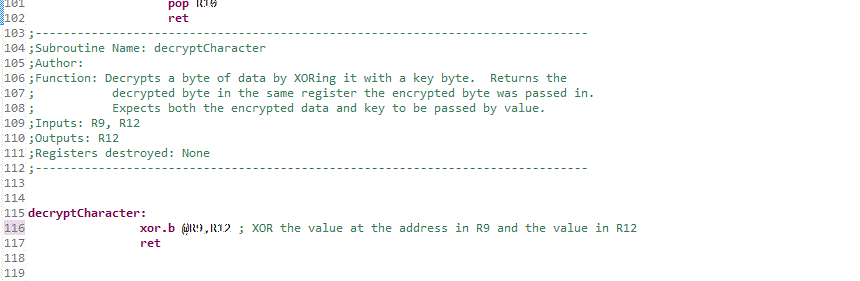 101 pop R10
102 ret
103 ;-------------------------------------------------------------------------------
104 ;Subroutine Name: decryptCharacter
105 ;Author:
106 ;Function: Decrypts a byte of data by XORing it with a key byte.  Returns the
107 ;           decrypted byte in the same register the encrypted byte was passed in.
108 ;           Expects both the encrypted data and key to be passed by value.
109 ;Inputs: R9, R12
110 ;Outputs: R12
111 ;Registers destroyed: None
112 ;-------------------------------------------------------------------------------
113
114
115 decryptCharacter:
116 xor.b @R9,R12 ; XOR the value at the address in R9 and the value in R12
117 ret
118
119